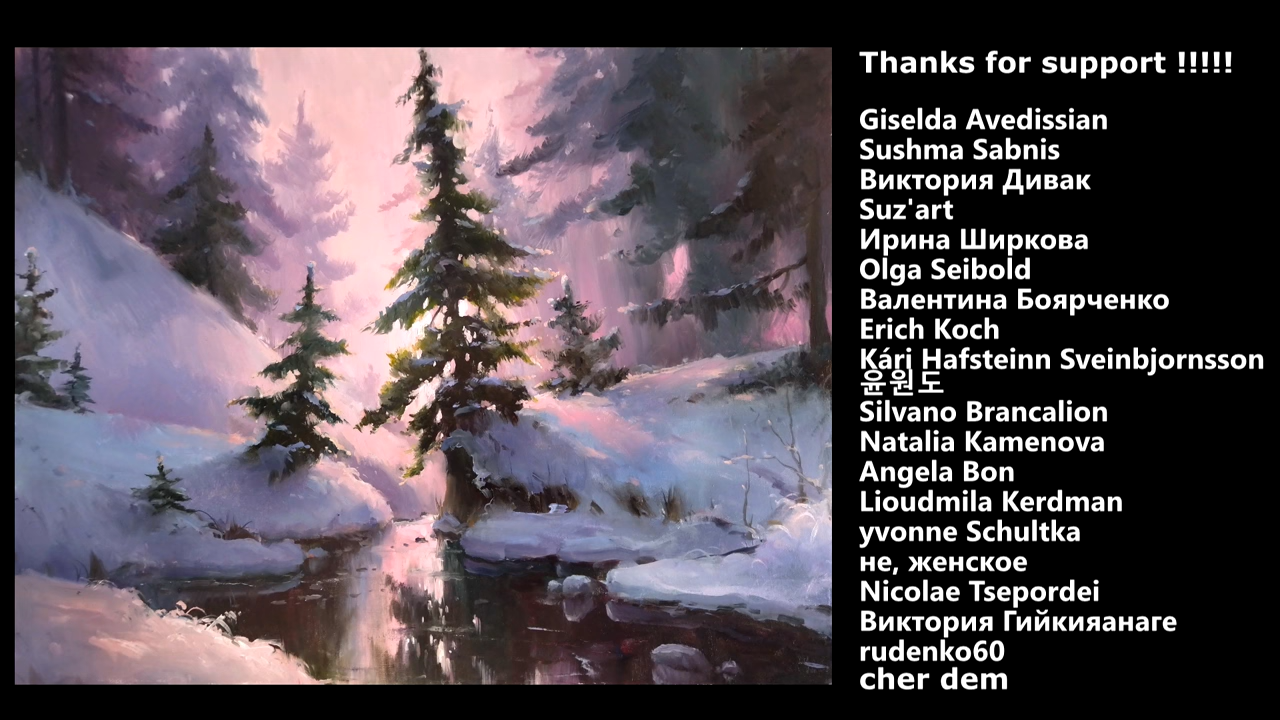 Thanks for support !!!!!
Giselda Avedissian
Sushma Sabnis
Виктория Дивак
Suz'art
Ирина Ширкова
Olga Seibold
Валентина Боярченко
Erich Koch
Kári Hafsteinn Sveinbjornsson
윤원도
Silvano Brancalion
Natalia Kamenova
Angela Bon
Lioudmila Kerdman
yvonne Schultka
не, женское
Nicolae Tsepordei
Виктория Гийкияанаге
rudenko60
cher dem